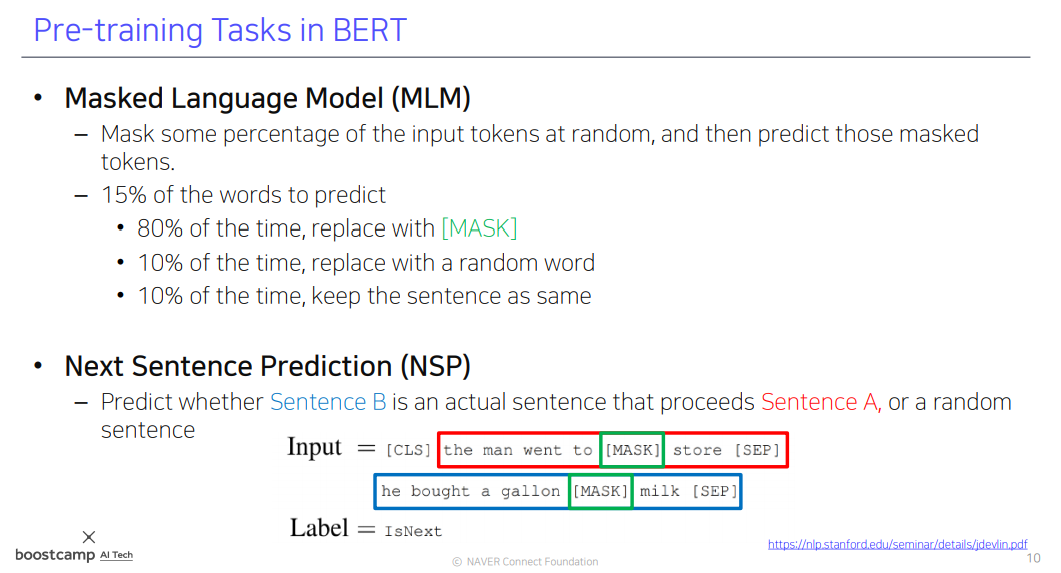 Pre-training Tasks in BERT
• Masked Language Model (MLM)
– Mask some percentage of the input tokens at random, and then predict those masked
tokens.
– 15% of the words to predict
• 80% of the time, replace with [MASK]
• 10% of the time, replace with a random word
• 10% of the time, keep the sentence as same
• Next Sentence Prediction (NSP)
– Predict whether Sentence B is an actual sentence that proceeds Sentence A, or a random
sentence
Input = [CLS] the man went to [MASK] store [SEP]
he bought a gallon [MASK] milk [SEP]
Label = IsNext
boostcamp AI Tech
https://nlp.stanford.edu/seminar/details/jdevlin.pdf
© NAVER Connect Foundation
10